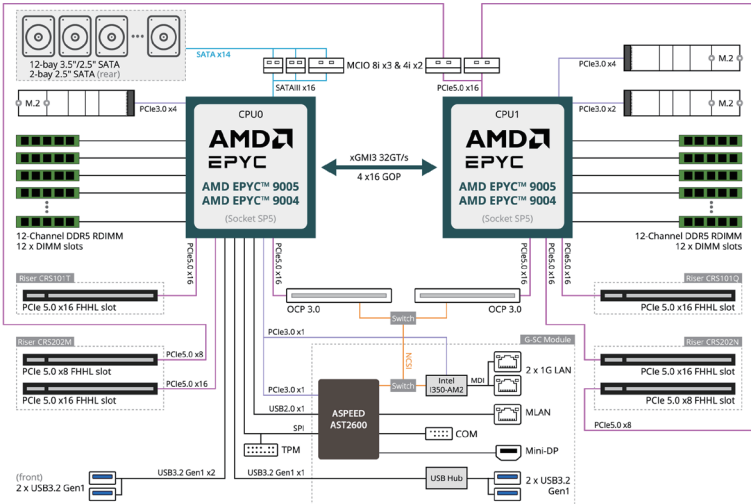 12-bay 3.5"/2.5" SATA
2-bay 2.5" SATA (rear)
SATA x14
MCIO 8i x3 & 4i x2
SATAIII x16
PCIe5.0 x16
PCIe3.0 x4
M.2
M.2
PCIe3.0 x4
PCIe3.0 x2
M.2
CPU0
AMD
EPYC
AMD EPYC™ 9005
AMD EPYC™ 9004
(Socket SP5)
xGMI3 32GT/s
4 x16 GOP
CPU1
AMD
EPYC
AMD EPYC™ 9005
AMD EPYC™ 9004
(Socket SP5)
12-Channel DDR5 RDIMM
12 x DIMM slots
12-Channel DDR5 RDIMM
12 x DIMM slots
PCIe5.0 x16
PCIe5.0 x16
PCIe5.0 x16
PCIe5.0 x16
PCIe5.0 x16
Riser CRS101T
PCIe 5.0 x16 FHHL slot
OCP 3.0
OCP 3.0
Riser CRS101Q
PCIe 5.0 x16 FHHL slot
Switch
Riser CRS202M
PCIe5.0 x8
PCIe 5.0 x8 FHHL slot
PCIe5.0 x16
PCIe 5.0 x16 FHHL slot
PCIe3.0 x1
NCSI
G-SC Module
Riser CRS202N
PCIe 5.0 x16 FHHL slot
PCIe 5.0 x8 FHHL slot
PCIe5.0 x8
PCIe3.0 x1
Switch
Intel
I350-AM2
MDI
2 x 1G LAN
USB2.0 x1
ASPEED
AST2600
MLAN
SPI
COM
TPM
Mini-DP
(front)
2 x USB3.2 Gen1
USB3.2 Gen1 x2
USB3.2 Gen1 x1
USB Hub
2 x USB3.2
Gen1